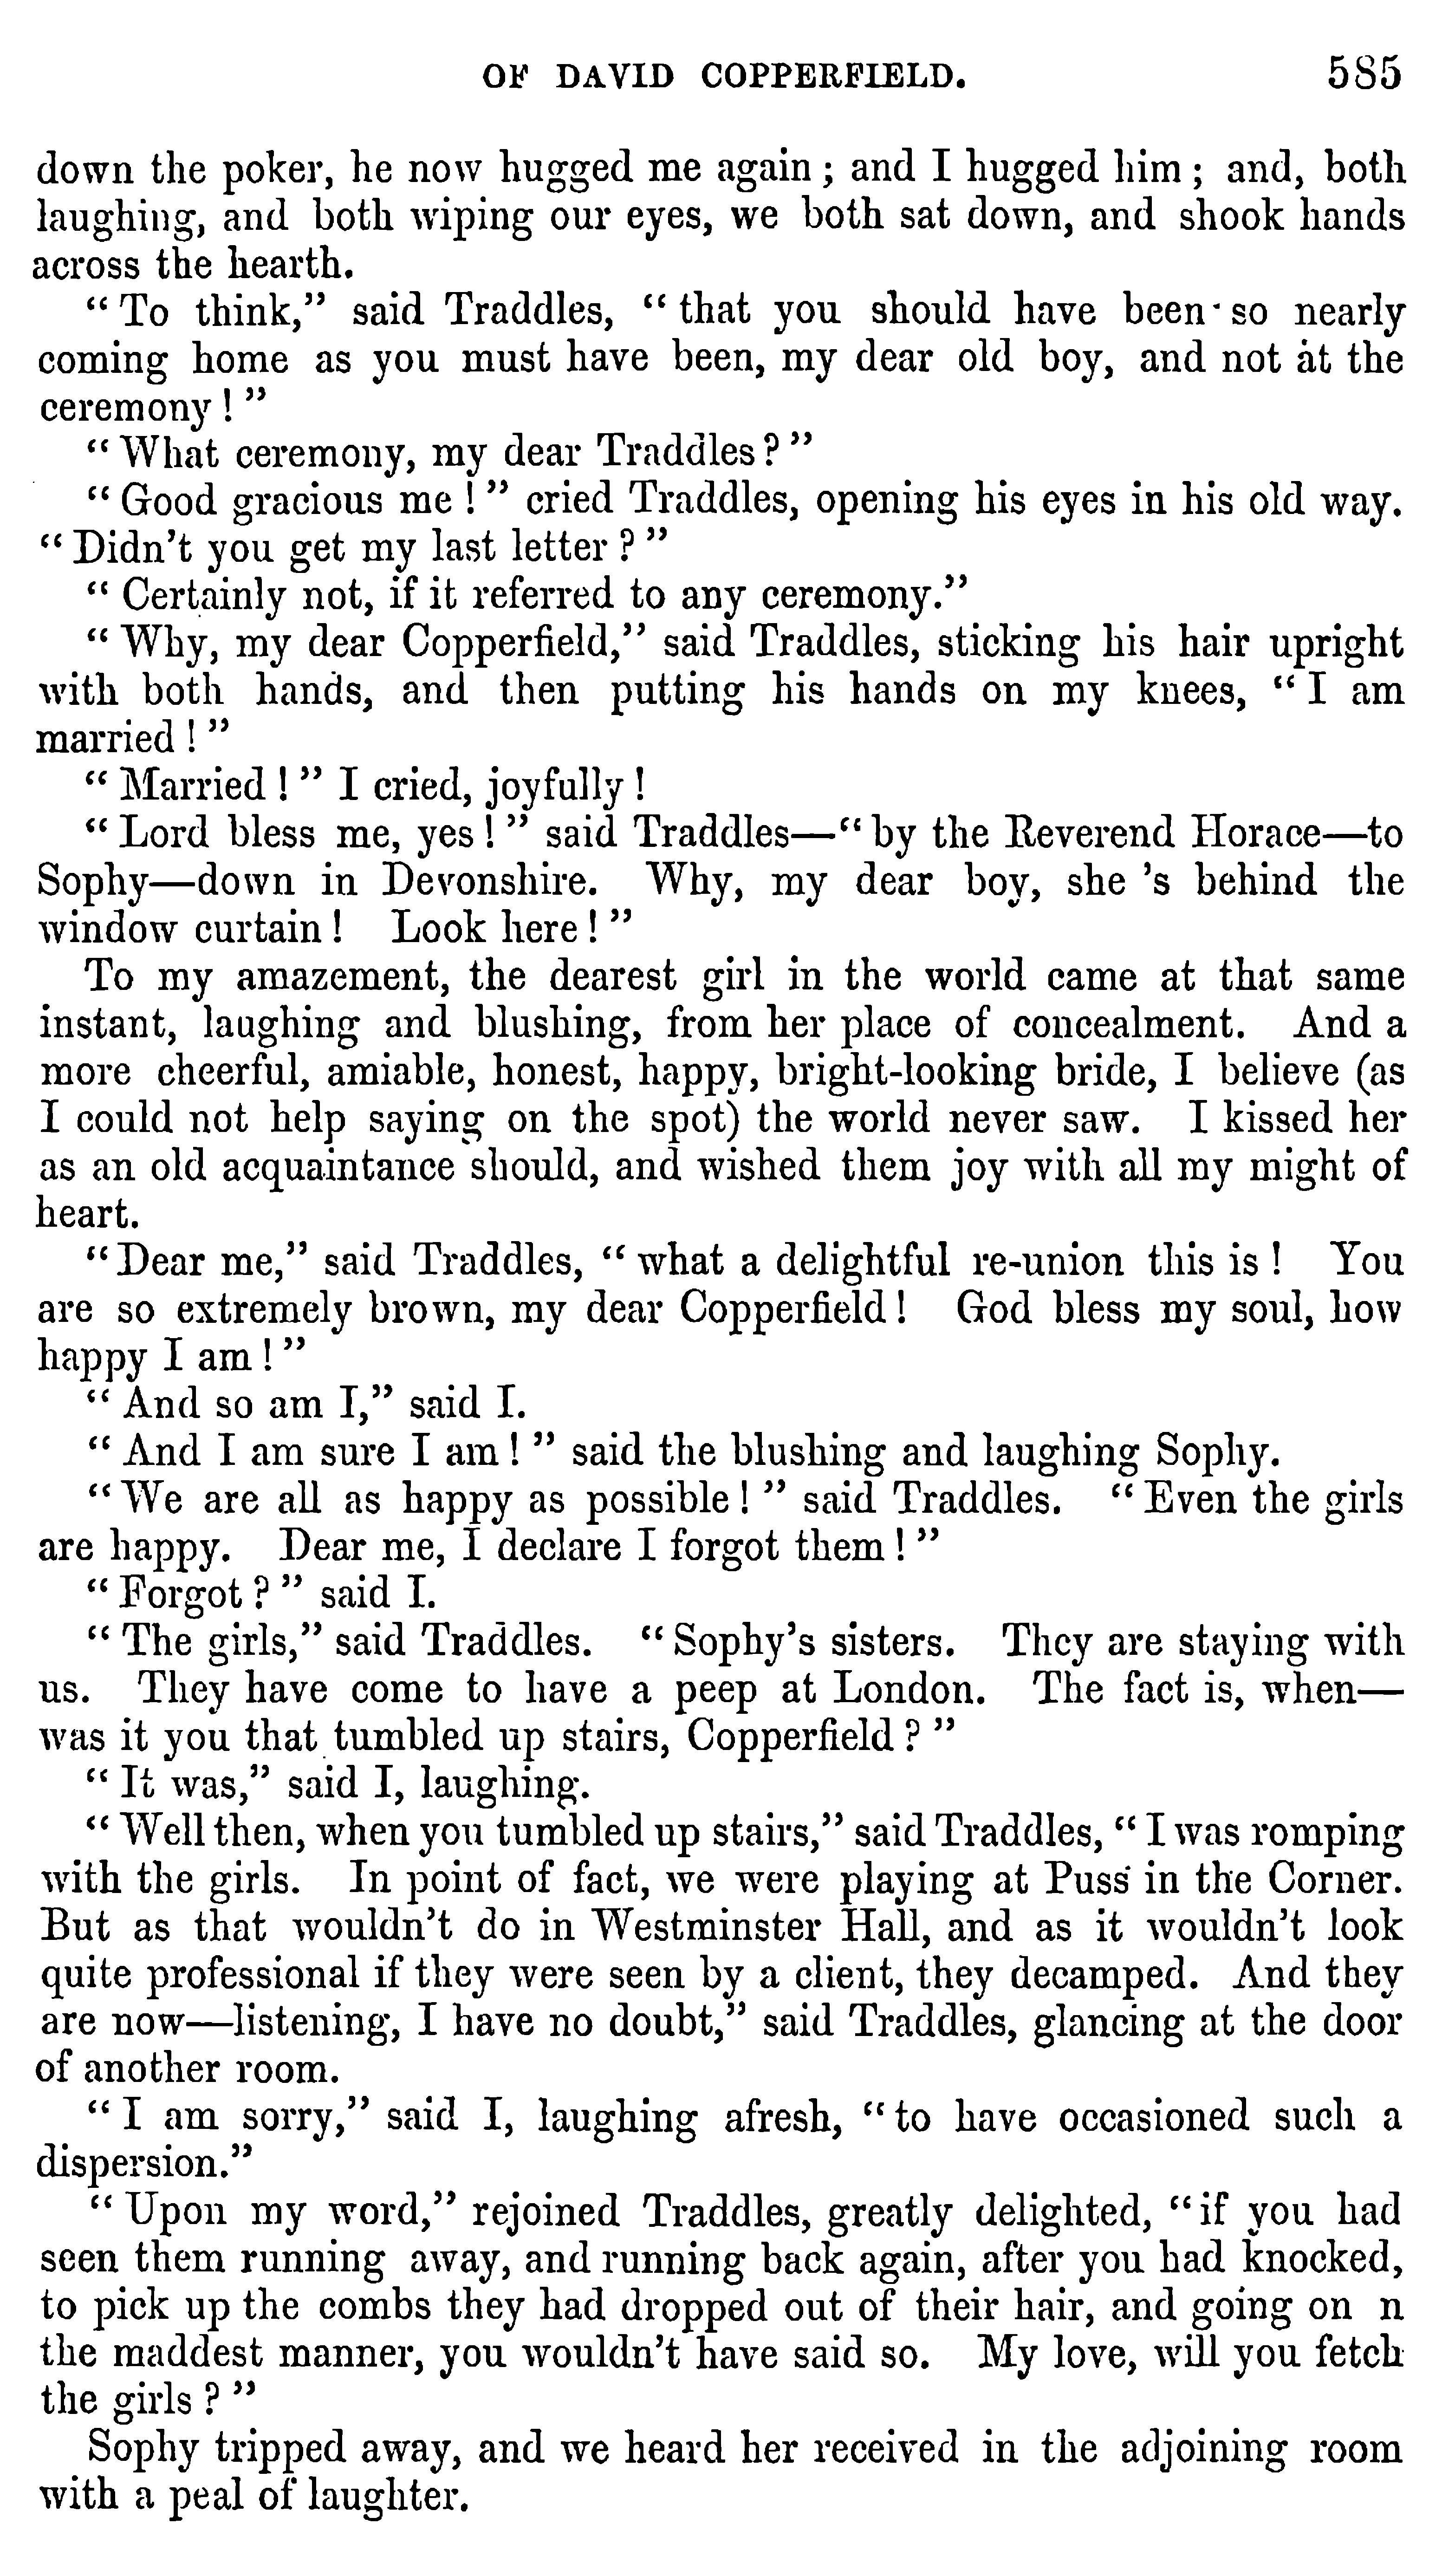 OF DAVID COPPERFIELD. 585
down the poker, he now hugged me again; and I hugged him; and, both
laughing, and both wiping our eyes, we both sat down, and shook hands
across the hearth.
"To think," said Traddles, "that you should have been so nearly
coming home as you must have been, my dear old boy, and not at the
ceremony!"
"What ceremony, my dear Traddles?"
"Good gracious me!" cried Traddles, opening his eyes in his old way.
"Didn't you get my last letter?"
"Certainly not, if it referred to any ceremony."
"Why, my dear Copperfield," said Traddles, sticking his hair upright
with both hands, and then putting his hands on my knees, "I am
married!"
"Married!" I cried, joyfully!
"Lord bless me, yes!" said Traddles—"by the Reverend Horace—to
Sophy—down in Devonshire. Why, my dear boy, she 's behind the
window curtain! Look here!"
To my amazement, the dearest girl in the world came at that same
instant, laughing and blushing, from her place of concealment. And a
more cheerful, amiable, honest, happy, bright-looking bride, I believe (as
I could not help saying on the spot) the world never saw. I kissed her
as an old acquaintance should, and wished them joy with all my might of
heart.
"Dear me," said Traddles, "what a delightful re-union this is! You
are so extremely brown, my dear Copperfield! God bless my soul, how
happy I am!"
"And so am I," said I.
"And I am sure I am!" said the blushing and laughing Sophy.
"We are all as happy as possible!" said Traddles. "Even the girls
are happy. Dear me, I declare I forgot them!"
"Forgot?" said I.
"The girls," said Traddles. "Sophy's sisters. They are staying with
us. They have come to have a peep at London. The fact is, when—
was it you that tumbled up stairs, Copperfield?"
"It was," said I, laughing.
"Well then, when you tumbled up stairs," said Traddles, "I was romping
with the girls. In point of fact, we were playing at Puss in the Corner.
But as that wouldn't do in Westminster Hall, and as it wouldn't look
quite professional if they were seen by a client, they decamped. And they
are now—listening, I have no doubt," said Traddles, glancing at the door
of another room.
"I am sorry," said I, laughing afresh, "to have occasioned such a
dispersion."
"Upon my word," rejoined Traddles, greatly delighted, "if you had
seen them running away, and running back again, after you had knocked,
to pick up the combs they had dropped out of their hair, and going on n
the maddest manner, you wouldn't have said so. My love, will you fetch
the girls?"
Sophy tripped away, and we heard her received in the adjoining room
with a peal of laughter.